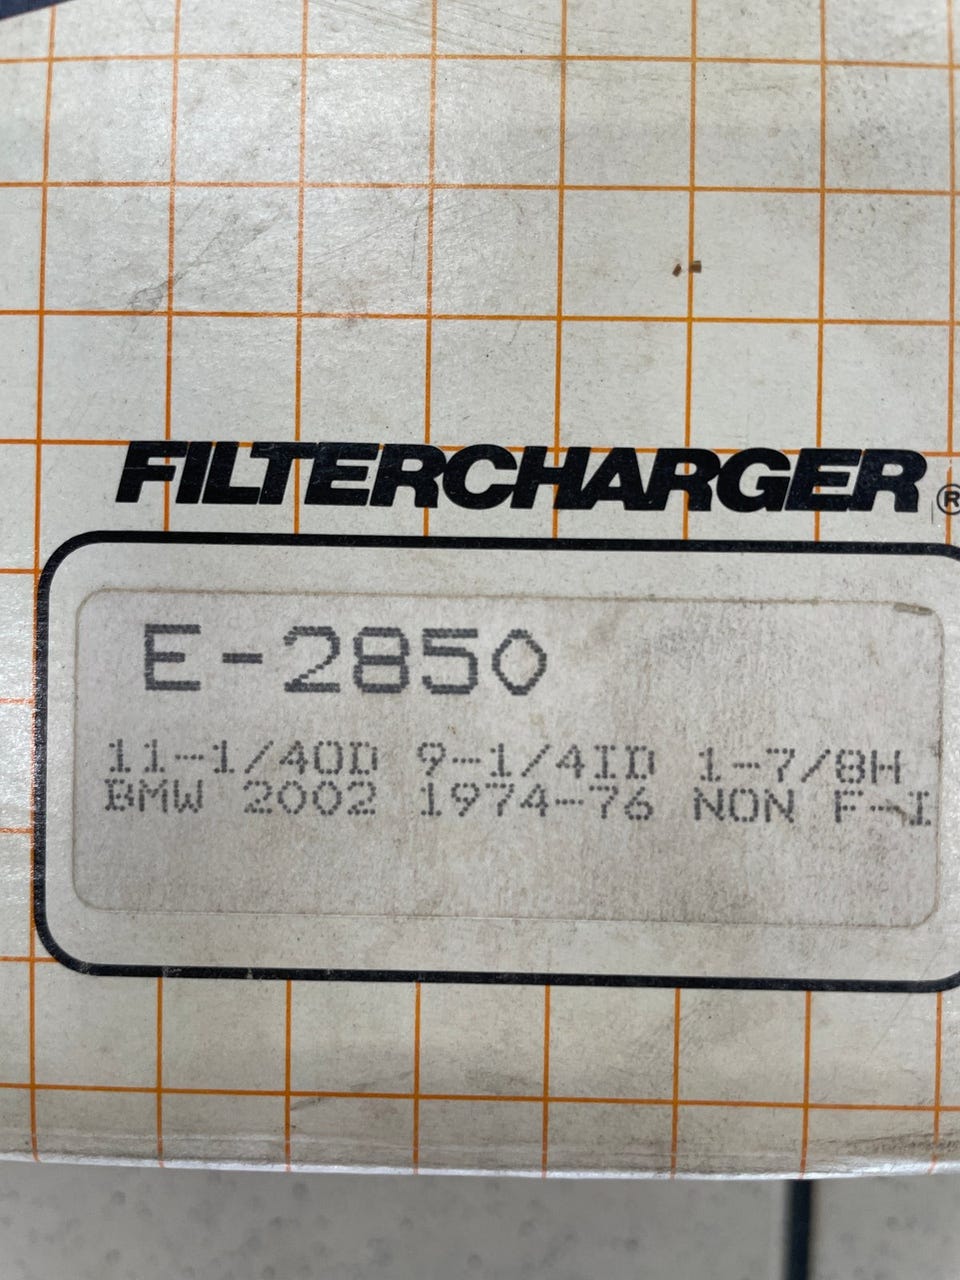 FILTERCHARGER®
E-2850
11-1/4OD 9-1/4ID 1-7/8H
BMW 2002 1974-76 NON F-I